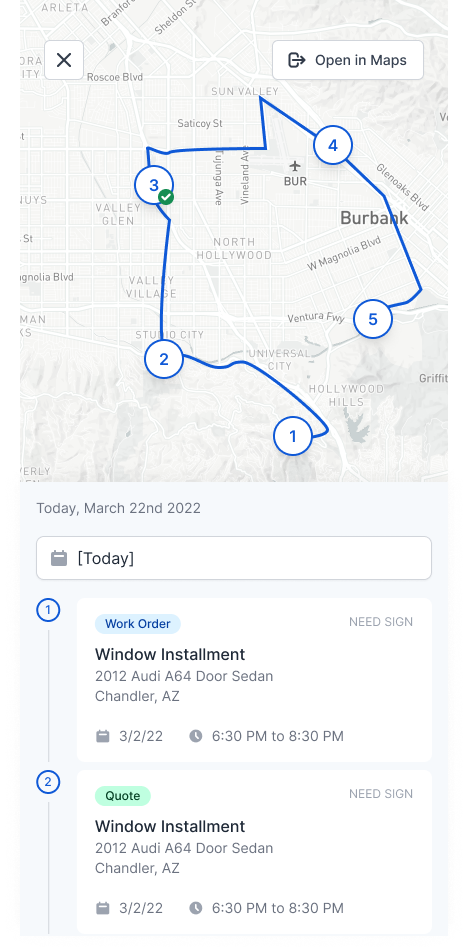 ARLETA
Branford St
Sheldon St
Roscoe Blvd
Open in Maps
SUN VALLEY
Saticoy St
4
Tujunga Ave
Vineland Ave
BUR
Glenoaks Blvd
3
VALLEY
GLEN
Burbank
NORTH
HOLLYWOOD
W Magnolia Blvd
agnolia Blvd
VALLEY
VILLAGE
Ventura Fwy
5
STUDIO CITY
2
UNIVERSAL
CITY
HOLLYWOOD
HILLS
Griffit
1
VERLY
CREST
Today, March 22nd 2022
[Today]
1
Work Order
NEED SIGN
Window Installment
2012 Audi A64 Door Sedan
Chandler, AZ
3/2/22
6:30 PM to 8:30 PM
2
Quote
NEED SIGN
Window Installment
2012 Audi A64 Door Sedan
Chandler, AZ
3/2/22
6:30 PM to 8:30 PM